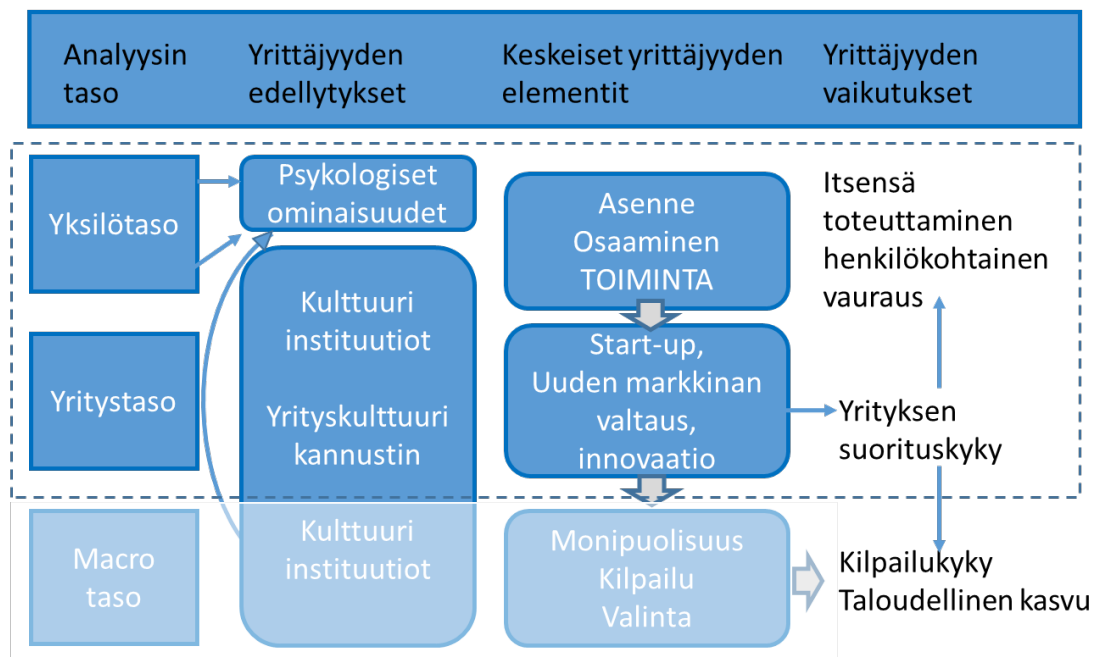 Analyysin
taso
Yrittäjyyden
edellytykset
Keskeiset yrittäjyyden
elementit
Yrittäjyyden
vaikutukset
Yksilötaso
Psykologiset
ominaisuudet
Asenne
Osaaminen
TOIMINTA
Itsensä
toteuttaminen
henkilökohtainen
vauraus
Yritystaso
Kulttuuri
instituutiot
Yrityskulttuuri
kannustin
Start-up,
Uuden markkinan
valtaus,
innovaatio
Yrityksen
suorituskyky
Macro
taso
Kulttuuri
instituutiot
Monipuolisuus
Kilpailu
Valinta
Kilpailukyky
Taloudellinen kasvu